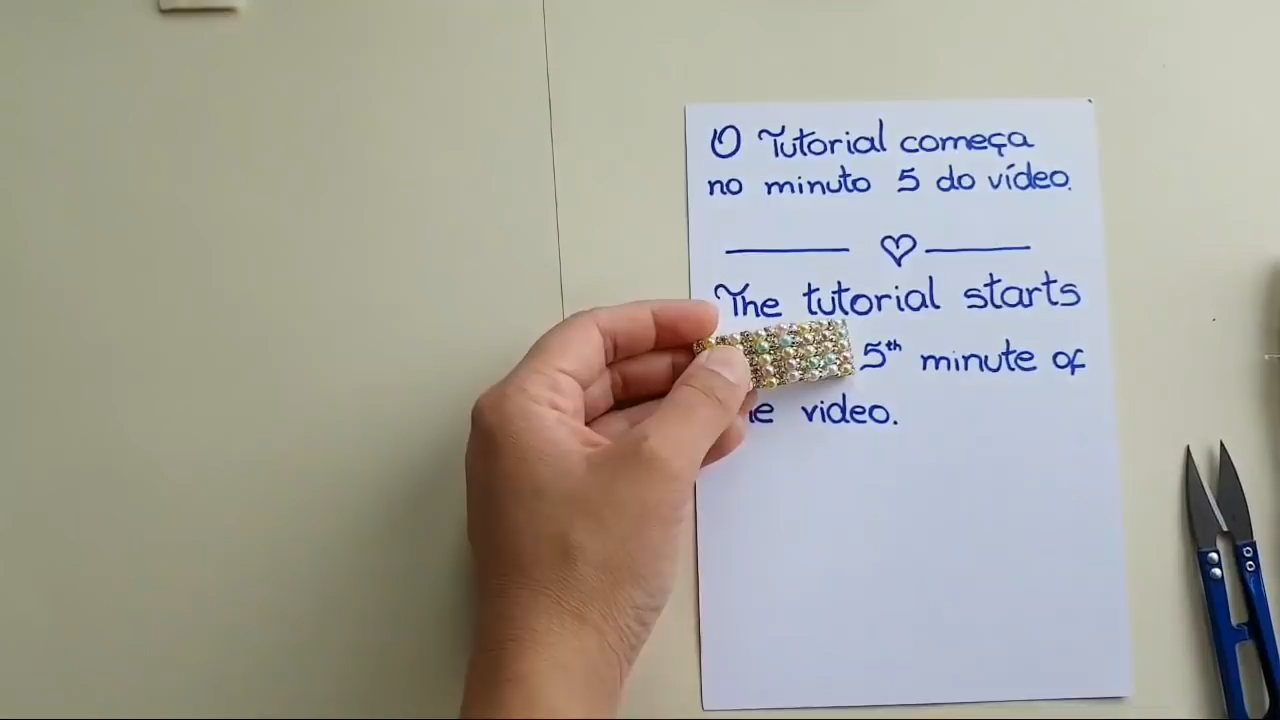 O Tutorial começa
no minuto 5 do vídeo.
The tutorial starts
5th minute of
video.